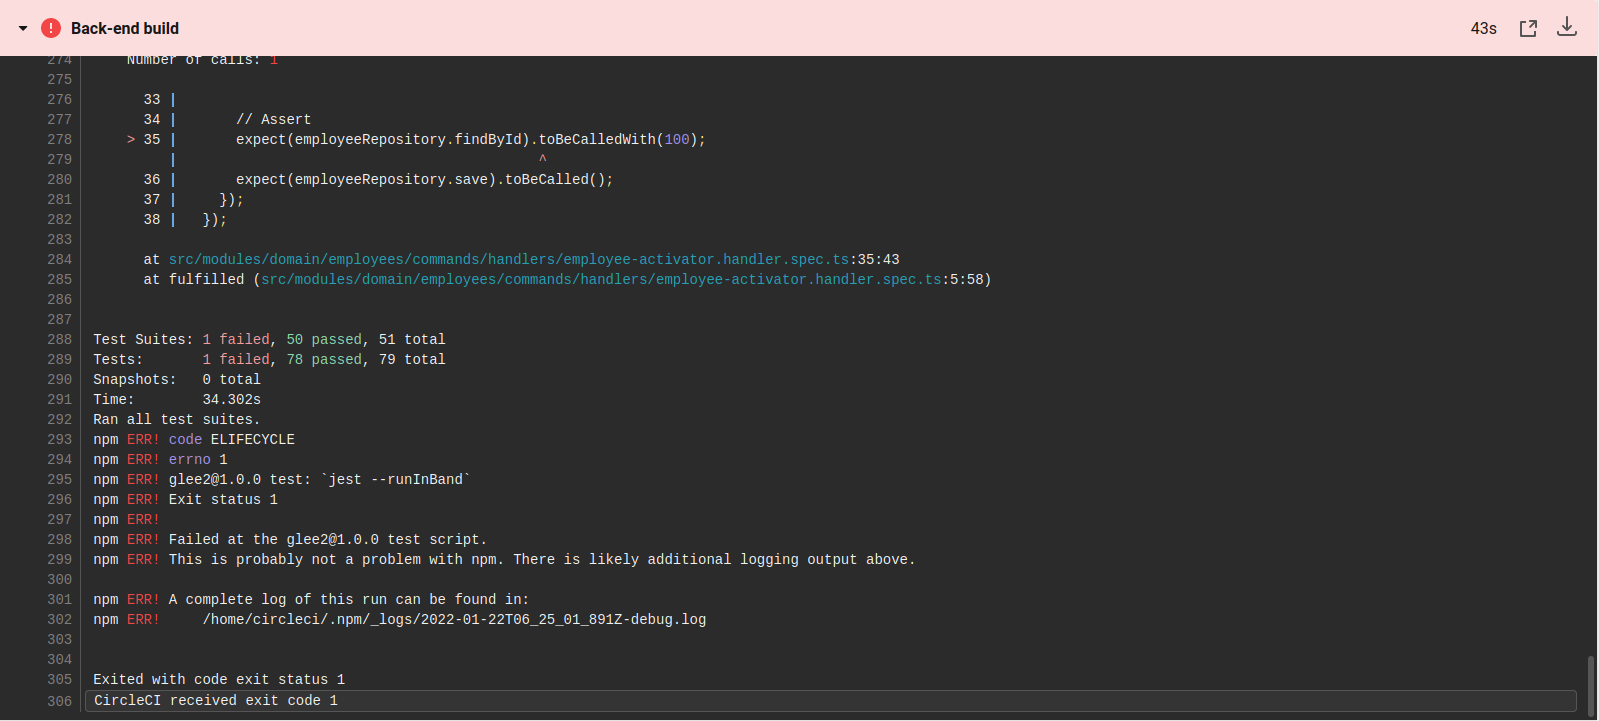 Back-end build 43s
274 Number of calls: 1
275
276 33 |
277 34 | // Assert
278 > 35 | expect(employeeRepository.findById).toBeCalledWith(100);
279 | ^
280 36 | expect(employeeRepository.save).toBeCalled();
281 37 | });
282 38 | });
283
284 at src/modules/domain/employees/commands/handlers/employee-activator.handler.spec.ts:35:43
285 at fulfilled (src/modules/domain/employees/commands/handlers/employee-activator.handler.spec.ts:5:58)
286
287
288 Test Suites: 1 failed, 50 passed, 51 total
289 Tests: 1 failed, 78 passed, 79 total
290 Snapshots: 0 total
291 Time: 34.302s
292 Ran all test suites.
293 npm ERR! code ELIFECYCLE
294 npm ERR! errno 1
295 npm ERR! glee2@1.0.0 test: `jest --runInBand`
296 npm ERR! Exit status 1
297 npm ERR!
298 npm ERR! Failed at the glee2@1.0.0 test script.
299 npm ERR! This is probably not a problem with npm. There is likely additional logging output above.
300
301 npm ERR! A complete log of this run can be found in:
302 npm ERR! /home/circleci/.npm/_logs/2022-01-22T06_25_01_891Z-debug.log
303
304
305 Exited with code exit status 1
306 CircleCI received exit code 1